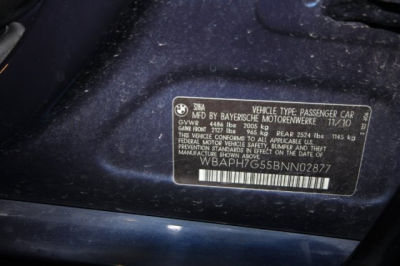 328iA VEHICLE TYPE: PASSENGER CAR
MFD BY BAYERISCHE MOTORENWERKE 11/10
GVWR 4486 lbs 2035 kg
GAWR FRONT 2127 lbs 965 kg REAR 2524 lbs 1145 kg
THIS VEHICLE CONFORMS TO ALL APPLICABLE U.S.
FEDERAL MOTOR VEHICLE SAFETY, BUMPER, AND THEFT
PREVENTION STANDARDS IN EFFECT ON THE DATE OF
MANUFACTURE SHOWN ABOVE.
WBAPH7G55BNN02877